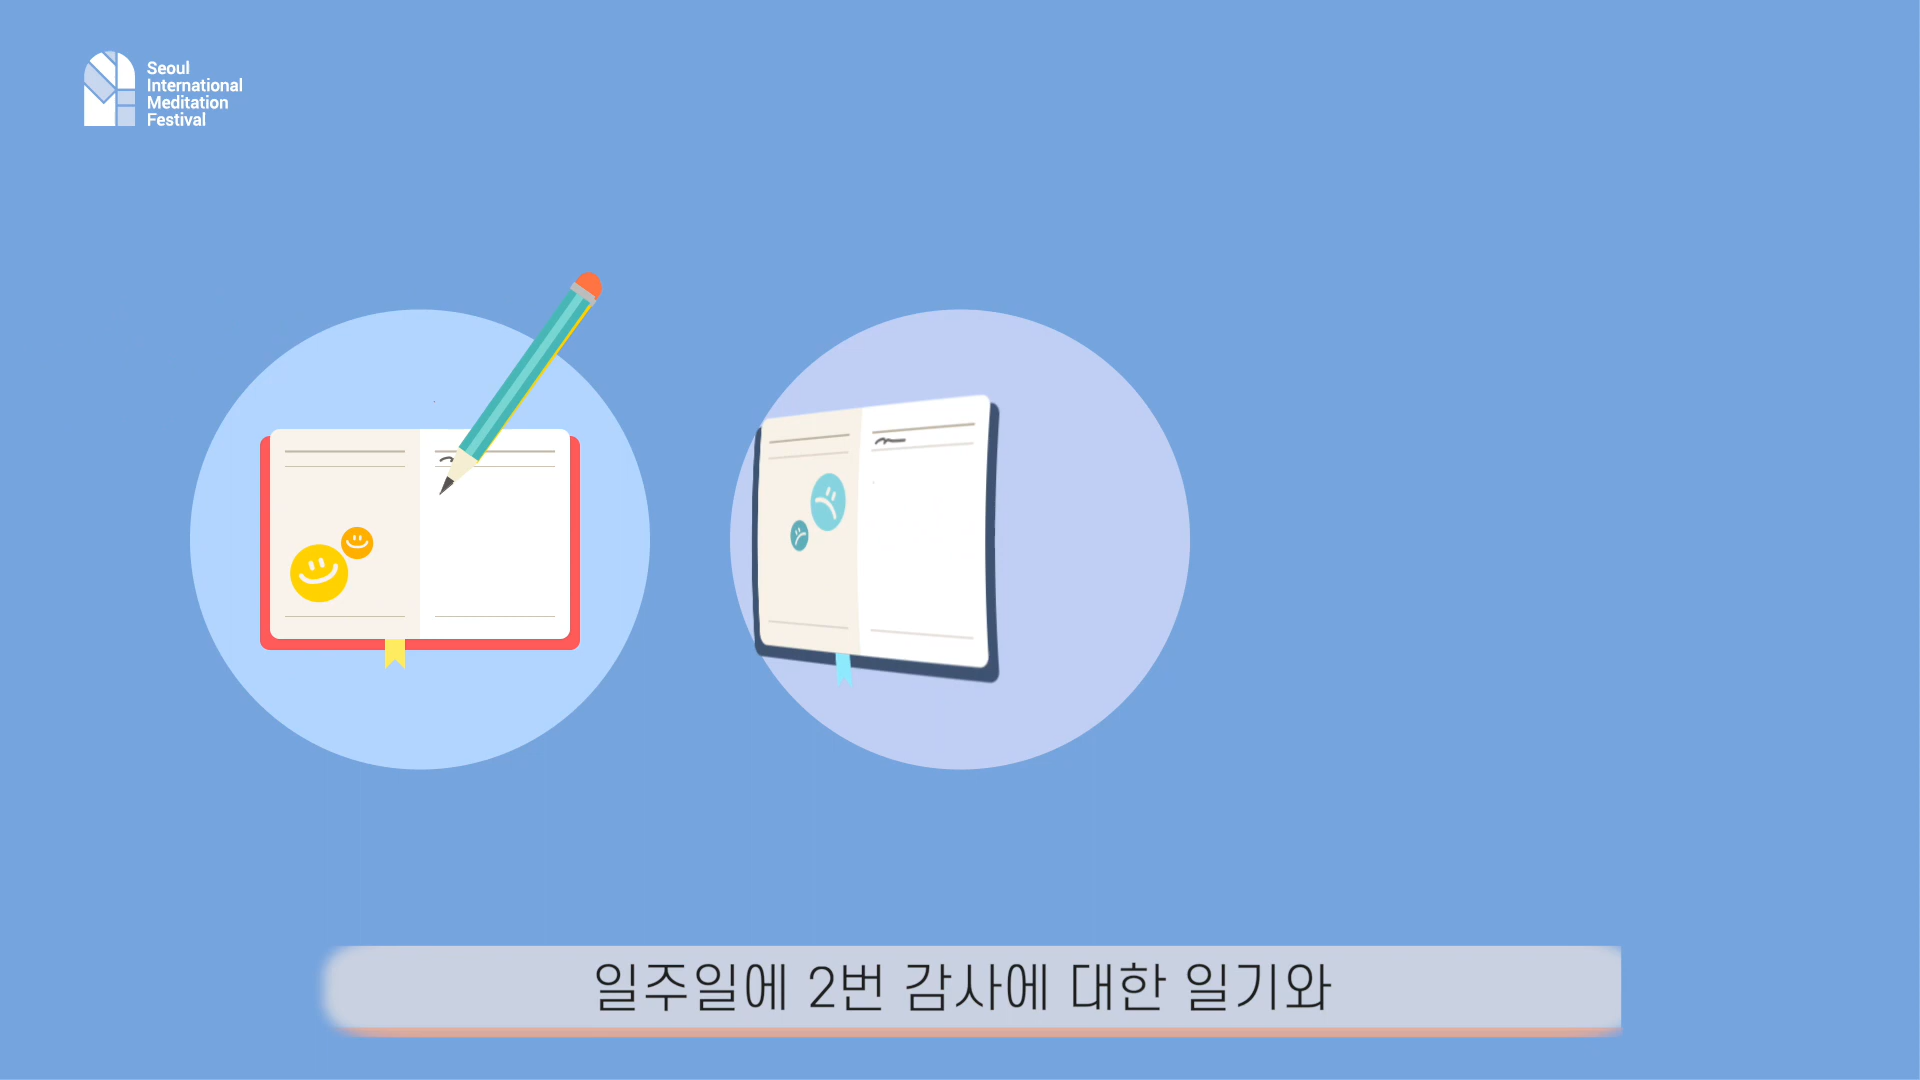 Seoul
International
Meditation
Festival
일주일에 2번 감사에 대한 일기와